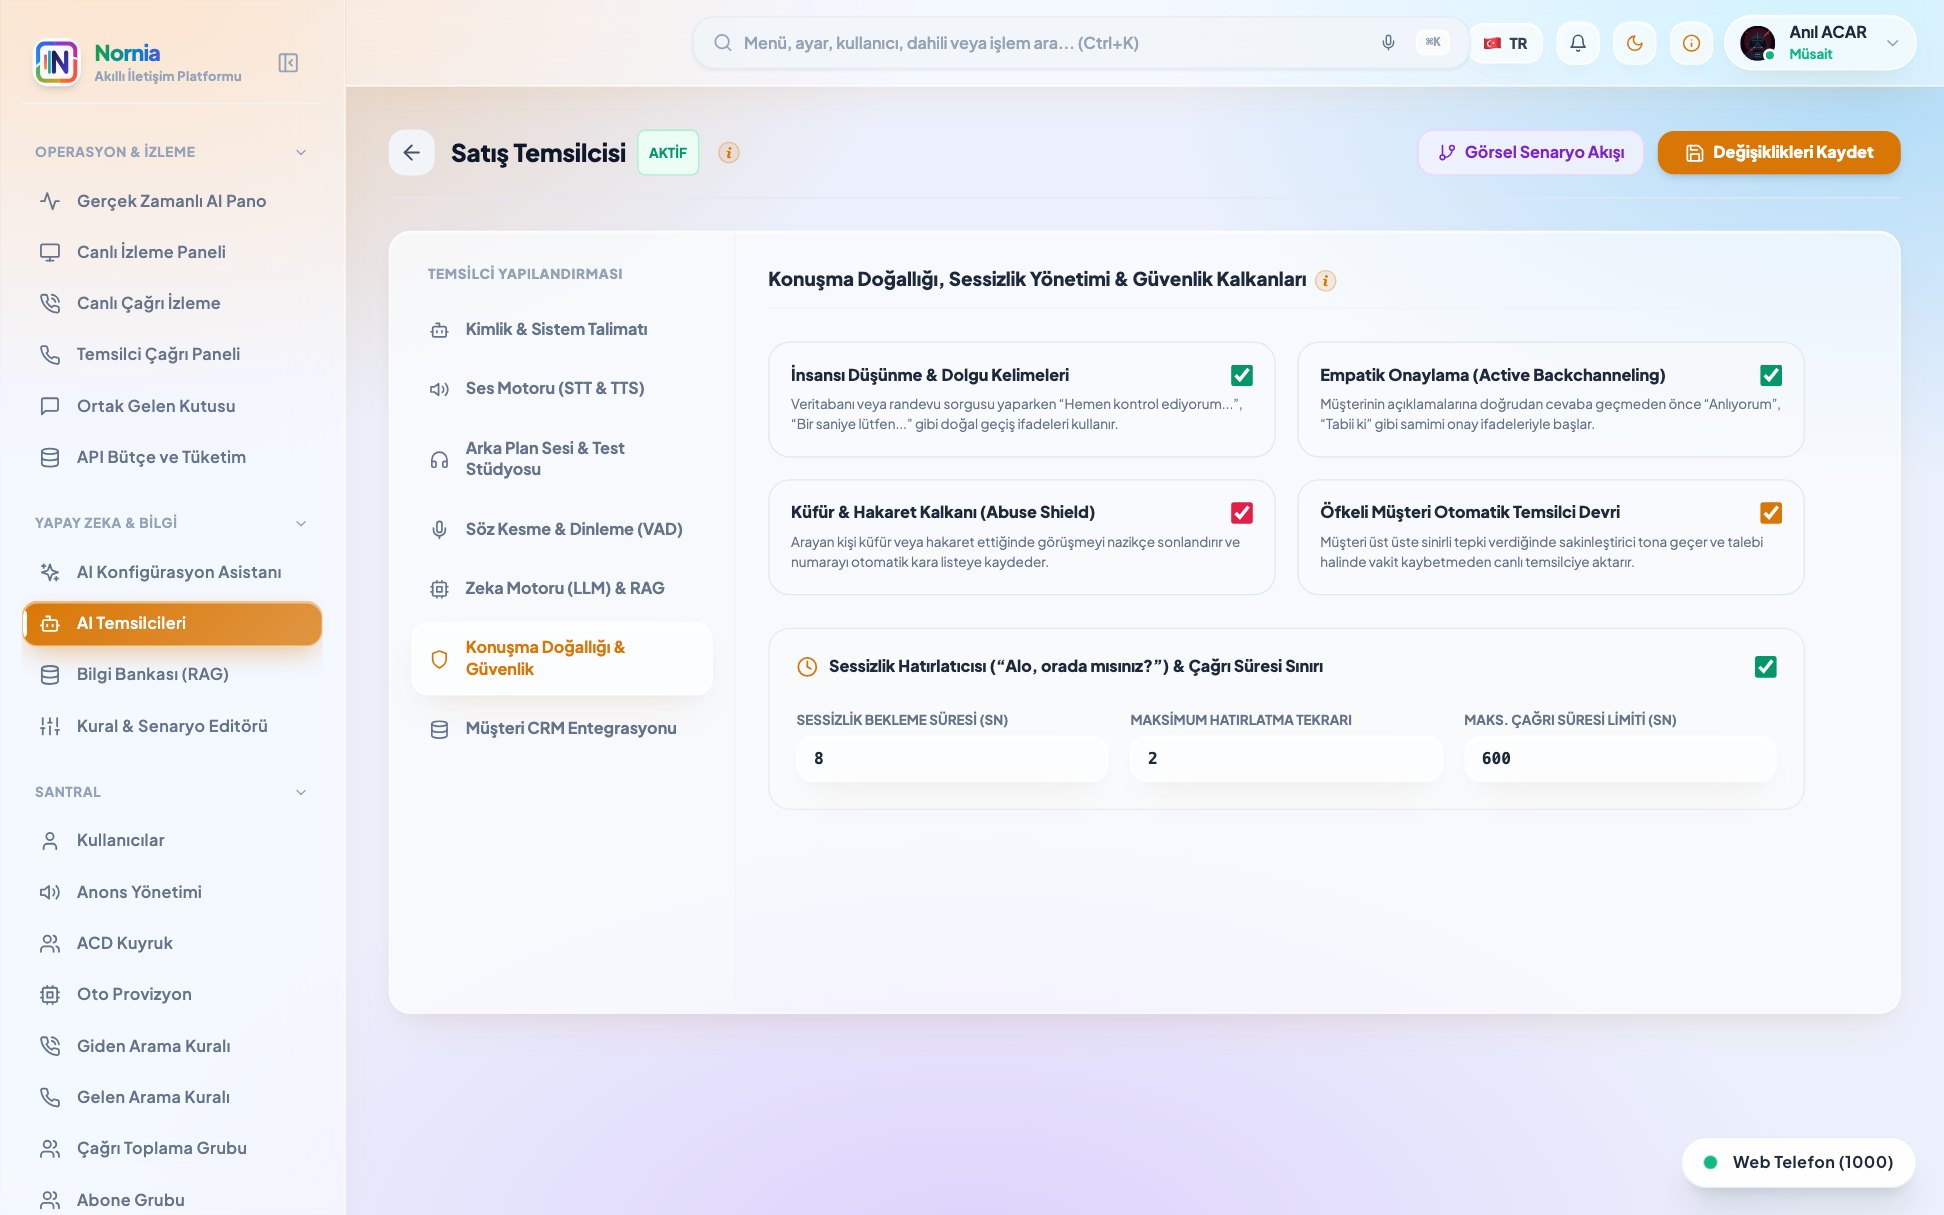 Nornia
Akıllı İletişim Platformu
Menü, ayar, kullanıcı, dahili veya işlem ara... (Ctrl+K)
⌘K
TR
Anıl ACAR
Müsait
OPERASYON & İZLEME
Gerçek Zamanlı AI Pano
Canlı İzleme Paneli
Canlı Çağrı İzleme
Temsilci Çağrı Paneli
Ortak Gelen Kutusu
API Bütçe ve Tüketim
YAPAY ZEKA & BİLGİ
AI Konfigürasyon Asistanı
AI Temsilcileri
Bilgi Bankası (RAG)
Kural & Senaryo Editörü
SANTRAL
Kullanıcılar
Anons Yönetimi
ACD Kuyruk
Oto Provizyon
Giden Arama Kuralı
Gelen Arama Kuralı
Çağrı Toplama Grubu
Abone Grubu
Satış Temsilcisi
AKTİF
Görsel Senaryo Akışı
Değişiklikleri Kaydet
TEMSİLCİ YAPILANDIRMASI
Kimlik & Sistem Talimatı
Ses Motoru (STT & TTS)
Arka Plan Sesi & Test
Stüdyosu
Söz Kesme & Dinleme (VAD)
Zeka Motoru (LLM) & RAG
Konuşma Doğallığı &
Güvenlik
Müşteri CRM Entegrasyonu
Konuşma Doğallığı, Sessizlik Yönetimi & Güvenlik Kalkanları
İnsansı Düşünme & Dolgu Kelimeleri
Veritabanı veya randevu sorgusu yaparken “Hemen kontrol ediyorum...”,
“Bir saniye lütfen...” gibi doğal geçiş ifadeleri kullanır.
Empatik Onaylama (Active Backchanneling)
Müşterinin açıklamalarına doğrudan cevaba geçmeden önce “Anlıyorum”,
“Tabii ki” gibi samimi onay ifadeleriyle başlar.
Küfür & Hakaret Kalkanı (Abuse Shield)
Arayan kişi küfür veya hakaret ettiğinde görüşmeyi nazikçe sonlandırır ve
numarayı otomatik kara listeye kaydeder.
Öfkeli Müşteri Otomatik Temsilci Devri
Müşteri üst üste sinirli tepki verdiğinde sakinleştirici tona geçer ve talebi
halinde vakit kaybetmeden canlı temsilciye aktarır.
Sessizlik Hatırlatıcısı (“Alo, orada mısınız?”) & Çağrı Süresi Sınırı
SESSİZLİK BEKLEME SÜRESİ (SN)
8
MAKSİMUM HATIRLATMA TEKRARI
2
MAKS. ÇAĞRI SÜRESİ LİMİTİ (SN)
600
Web Telefon (1000)